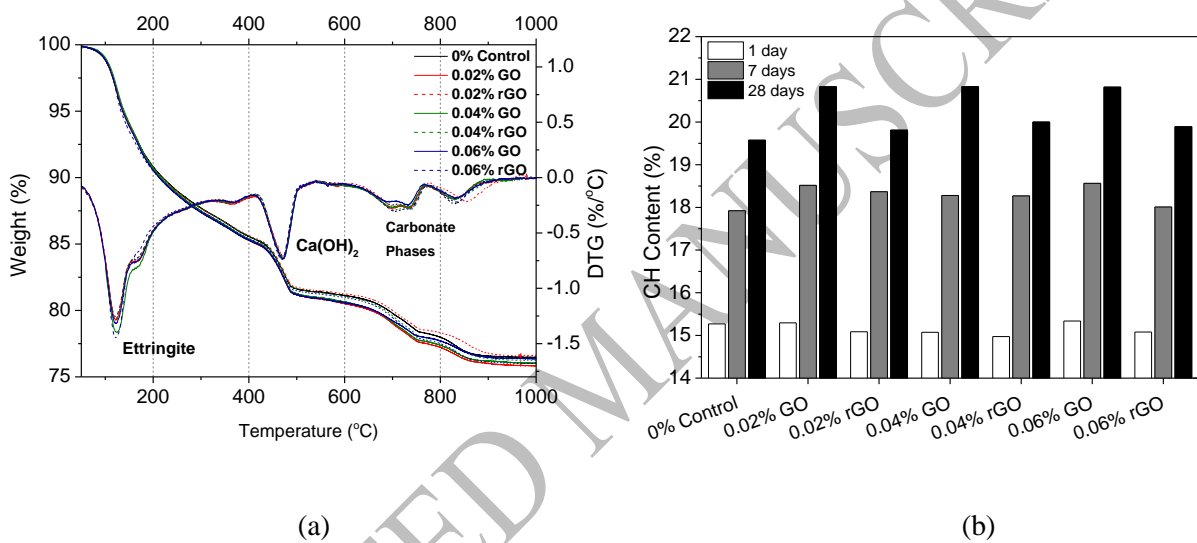 200 400 600 800 1000
100
95
90
85
80
75
Weight (%)
1.0
0.5
0.0
-0.5
-1.0
-1.5
DTG (%/°C)
0% Control
0.02% GO
0.02% rGO
0.04% GO
0.04% rGO
0.06% GO
0.06% rGO
Ca(OH)₂
Carbonate
Phases
Ettringite
200 400 600 800 1000
Temperature (°C)
(a)
22
21
20
19
18
17
16
15
14
CH Content (%)
1 day
7 days
28 days
0% Control
0.02% GO
0.02% rGO
0.04% GO
0.04% rGO
0.06% GO
0.06% rGO
(b)
TED MANUSCR